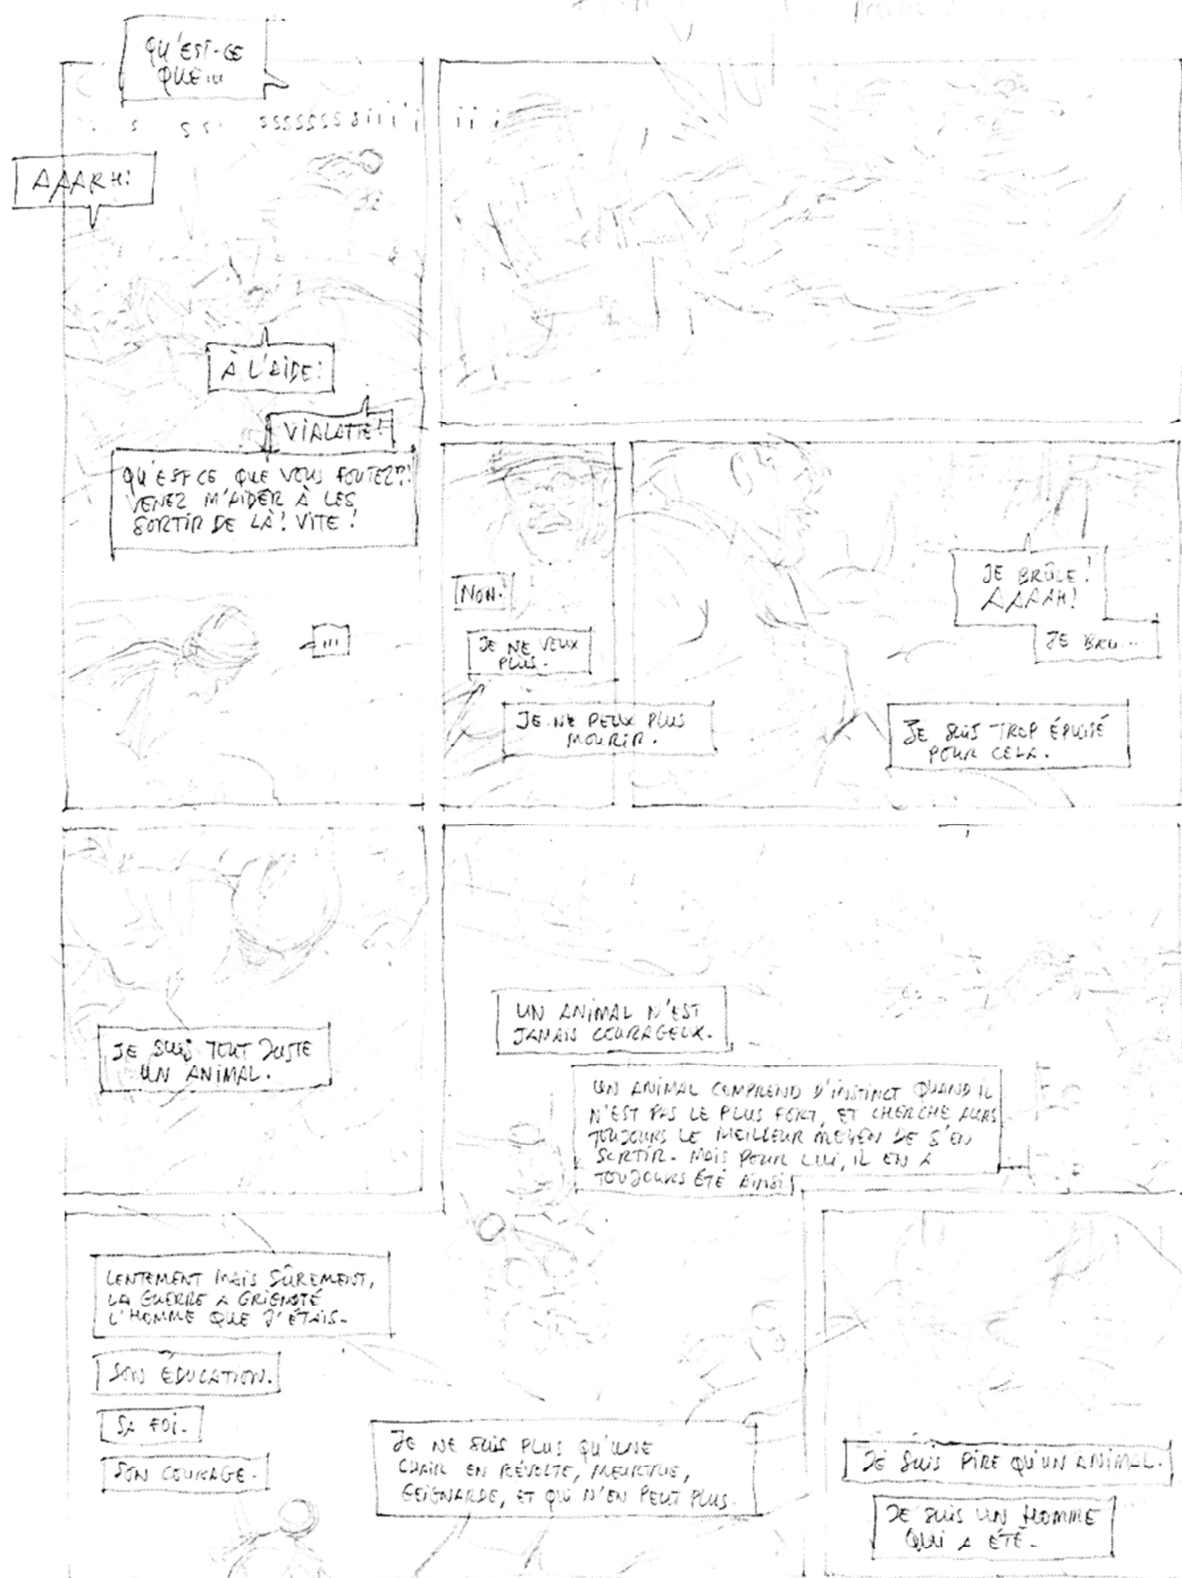 QU'EST-CE
QUE...
s ss ssssssssiiii i ii i
AAARH!
À L'AIDE!
VIALATTE!
QU'EST CE QUE VOUS FOUTEZ?!
VENEZ M'AIDER À LES
SORTIR DE LÀ! VITE!
...
NON.
JE NE VEUX
PLUS.
JE NE PEUX PLUS
MOURIR.
JE BRÛLE!
AAAAH!
JE BRU...
JE SUIS TROP ÉPUISÉ
POUR CELA.
JE SUIS TOUT JUSTE
UN ANIMAL.
UN ANIMAL N'EST
JAMAIS COURAGEUX.
UN ANIMAL COMPREND D'INSTINCT QUAND IL
N'EST PAS LE PLUS FORT, ET CHERCHE ALORS
TOUJOURS LE MEILLEUR MOYEN DE S'EN
SORTIR. MAIS POUR LUI, IL EN A
TOUJOURS ÉTÉ AINSI
LENTEMENT MAIS SÛREMENT,
LA GUERRE A GRIGNOTÉ
L'HOMME QUE J'ÉTAIS.
SON ÉDUCATION.
SA FOI.
SON COURAGE.
JE NE SUIS PLUS QU'UNE
CHAIR EN RÉVOLTE, MEURTRIE,
GEIGNARDE, ET QUI N'EN PEUT PLUS.
JE SUIS PIRE QU'UN ANIMAL.
JE SUIS UN HOMME
QUI A ÉTÉ.